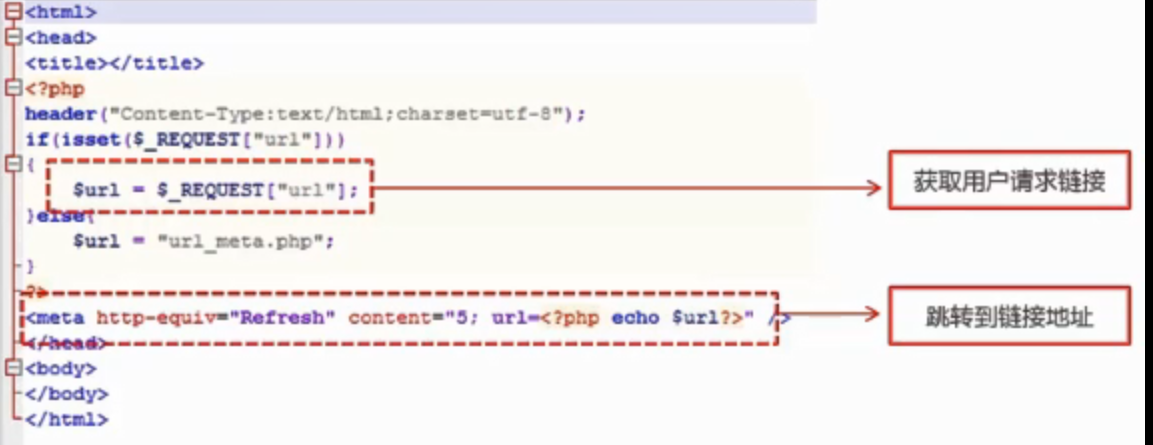 <html>
<head>
<title></title>
<?php
header("Content-Type:text/html;charset=utf-8");
if(isset($_REQUEST["url"]))
{
$url = $_REQUEST["url"];
获取用户请求链接
}else{
$url = "url_meta.php";
}
?>
<meta http-equiv="Refresh" content="5; url=<?php echo $url?>" />
跳转到链接地址
</head>
<body>
</body>
</html>